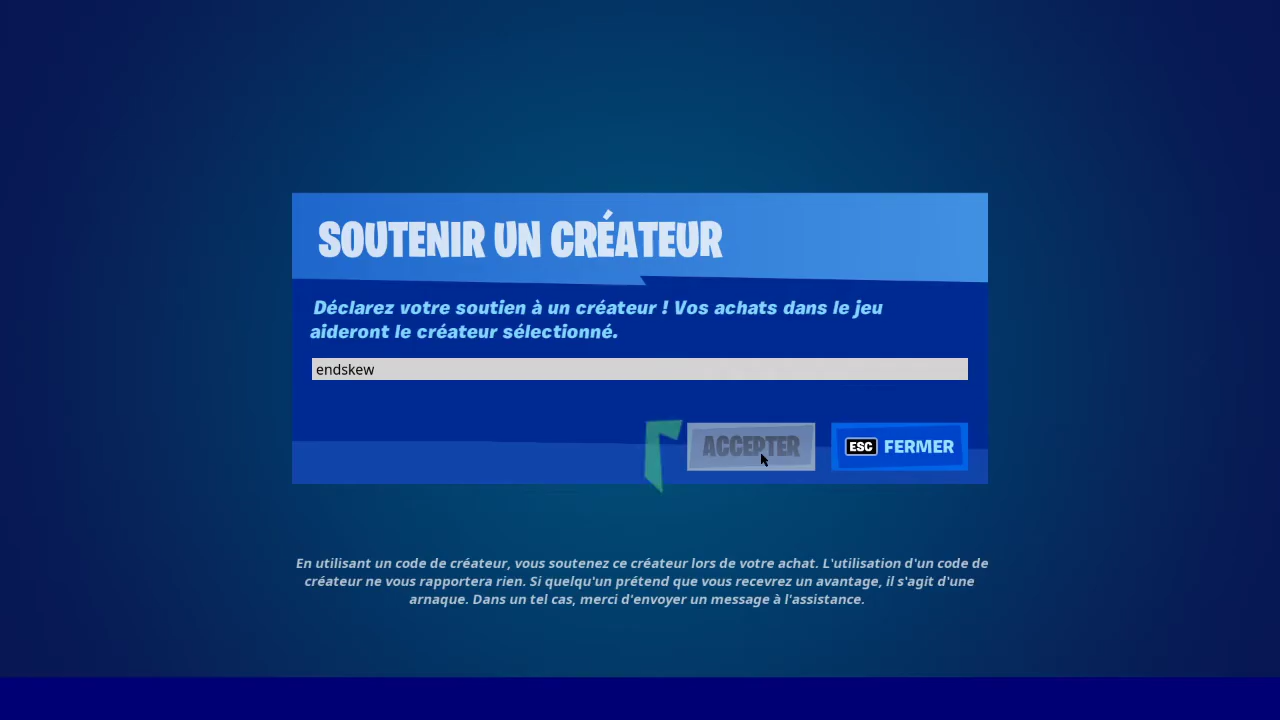 SOUTENIR UN CRÉATEUR
Déclarez votre soutien à un créateur ! Vos achats dans le jeu
aideront le créateur sélectionné.
endskew
ACCEPTER
ESC FERMER
En utilisant un code de créateur, vous soutenez ce créateur lors de votre achat. L'utilisation d'un code de
créateur ne vous rapportera rien. Si quelqu'un prétend que vous recevrez un avantage, il s'agit d'une
arnaque. Dans un tel cas, merci d'envoyer un message à l'assistance.